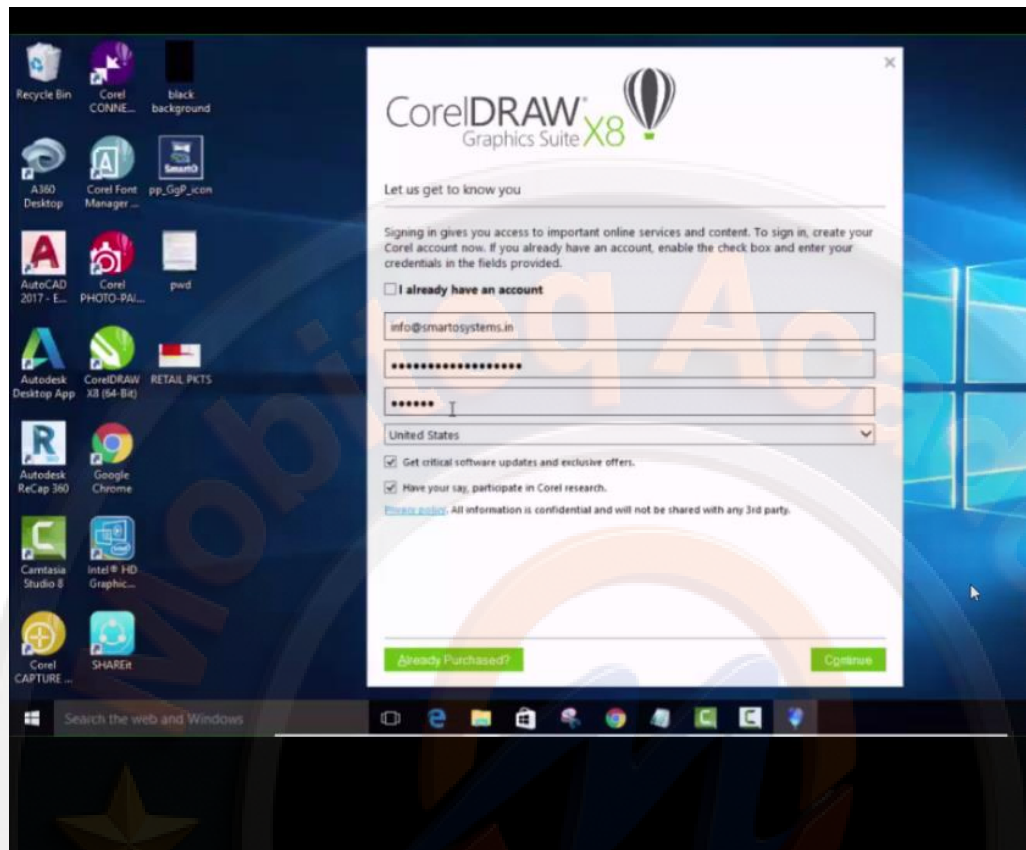 Recycle Bin
Corel
CONNE...
black
background
A360
Desktop
Corel Font
Manager ...
SmartO
pp_GgP_icon
AutoCAD
2017 - E...
Corel
PHOTO-PAI...
pwd
Autodesk
Desktop App
CorelDRAW
X8 (64-Bit)
RETAIL PKTS
Autodesk
ReCap 360
Google
Chrome
Camtasia
Studio 8
Intel® HD
Graphic...
Corel
CAPTURE ...
SHAREit
CorelDRAW®
Graphics Suite X8
Let us get to know you
Signing in gives you access to important online services and content. To sign in, create your
Corel account now. If you already have an account, enable the check box and enter your
credentials in the fields provided.
I already have an account
info@smartosystems.in
••••••••••••••••••
••••••
United States
Get critical software updates and exclusive offers.
Have your say, participate in Corel research.
Privacy policy. All information is confidential and will not be shared with any 3rd party.
Already Purchased?
Continue
Search the web and Windows
Mobiteq Aca